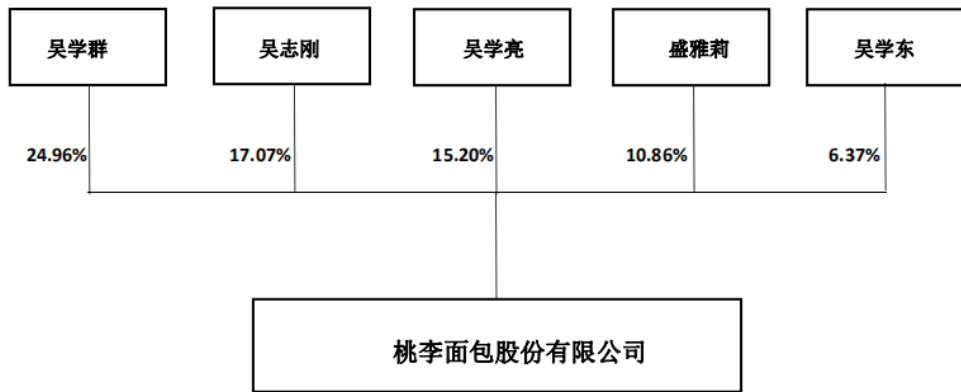 吴学群
吴志刚
吴学亮
盛雅莉
吴学东
24.96%
17.07%
15.20%
10.86%
6.37%
桃李面包股份有限公司